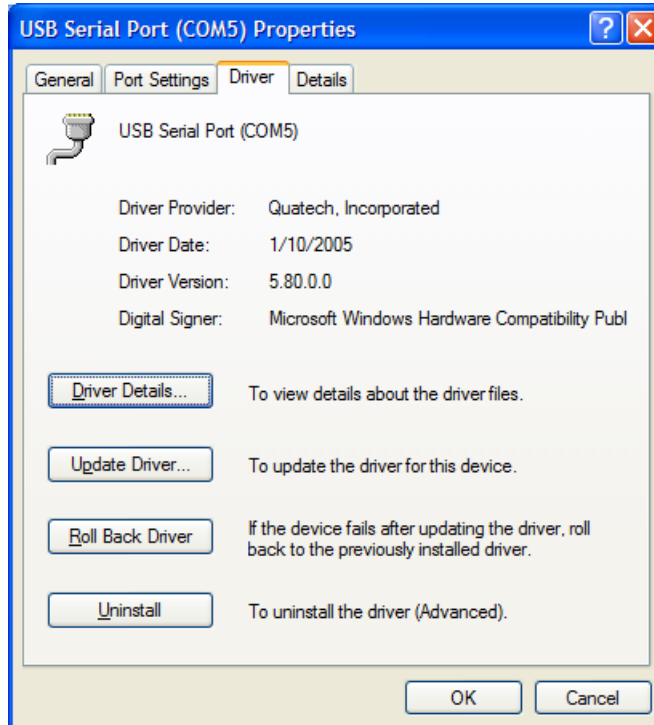 USB Serial Port (COM5) Properties
General Port Settings Driver Details
USB Serial Port (COM5)
Driver Provider: Quatech, Incorporated
Driver Date: 1/10/2005
Driver Version: 5.80.0.0
Digital Signer: Microsoft Windows Hardware Compatibility Publ
Driver Details... To view details about the driver files.
Update Driver... To update the driver for this device.
Roll Back Driver If the device fails after updating the driver, roll
back to the previously installed driver.
Uninstall To uninstall the driver (Advanced).
OK Cancel